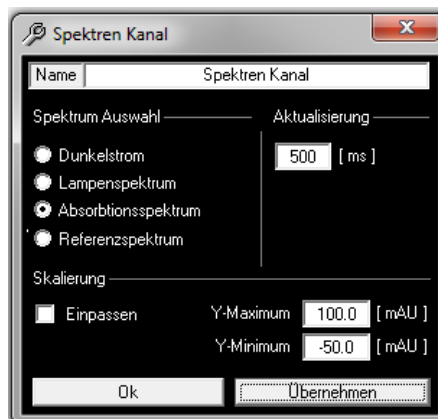 Spektren Kanal
Name Spektren Kanal
Spektrum Auswahl Aktualisierung
Dunkelstrom 500 [ ms ]
Lampenspektrum
Absorbtionsspektrum
Referenzspektrum
Skalierung
Einpassen Y-Maximum 100.0 [ mAU ]
Y-Minimum -50.0 [ mAU ]
Ok Übernehmen